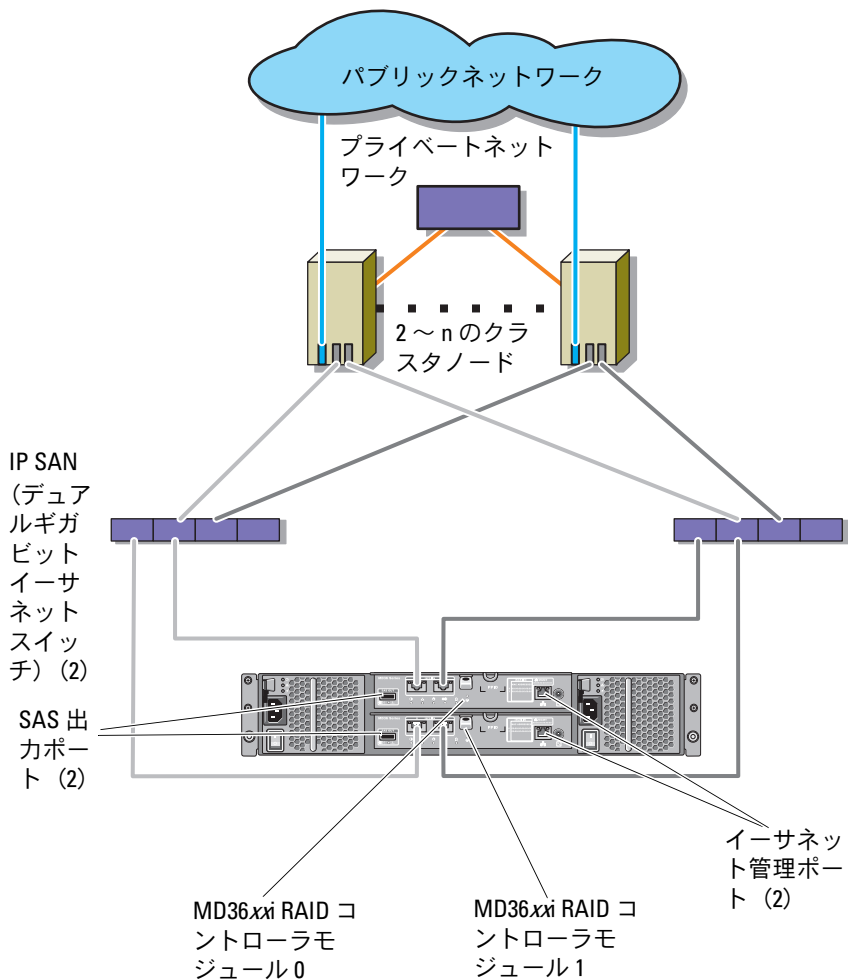 パブリックネットワーク
プライベートネット
ワーク
2 ~ n のクラ
スタノード
IP SAN
(デュア
ルギガ
ビット
イーサ
ネット
スイッ
チ)(2)
SAS 出
力ポー
ト(2)
イーサネッ
ト管理ポー
ト(2)
MD36xxi RAID コ
ントローラモ
ジュール 0
MD36xxi RAID コ
ントローラモ
ジュール 1